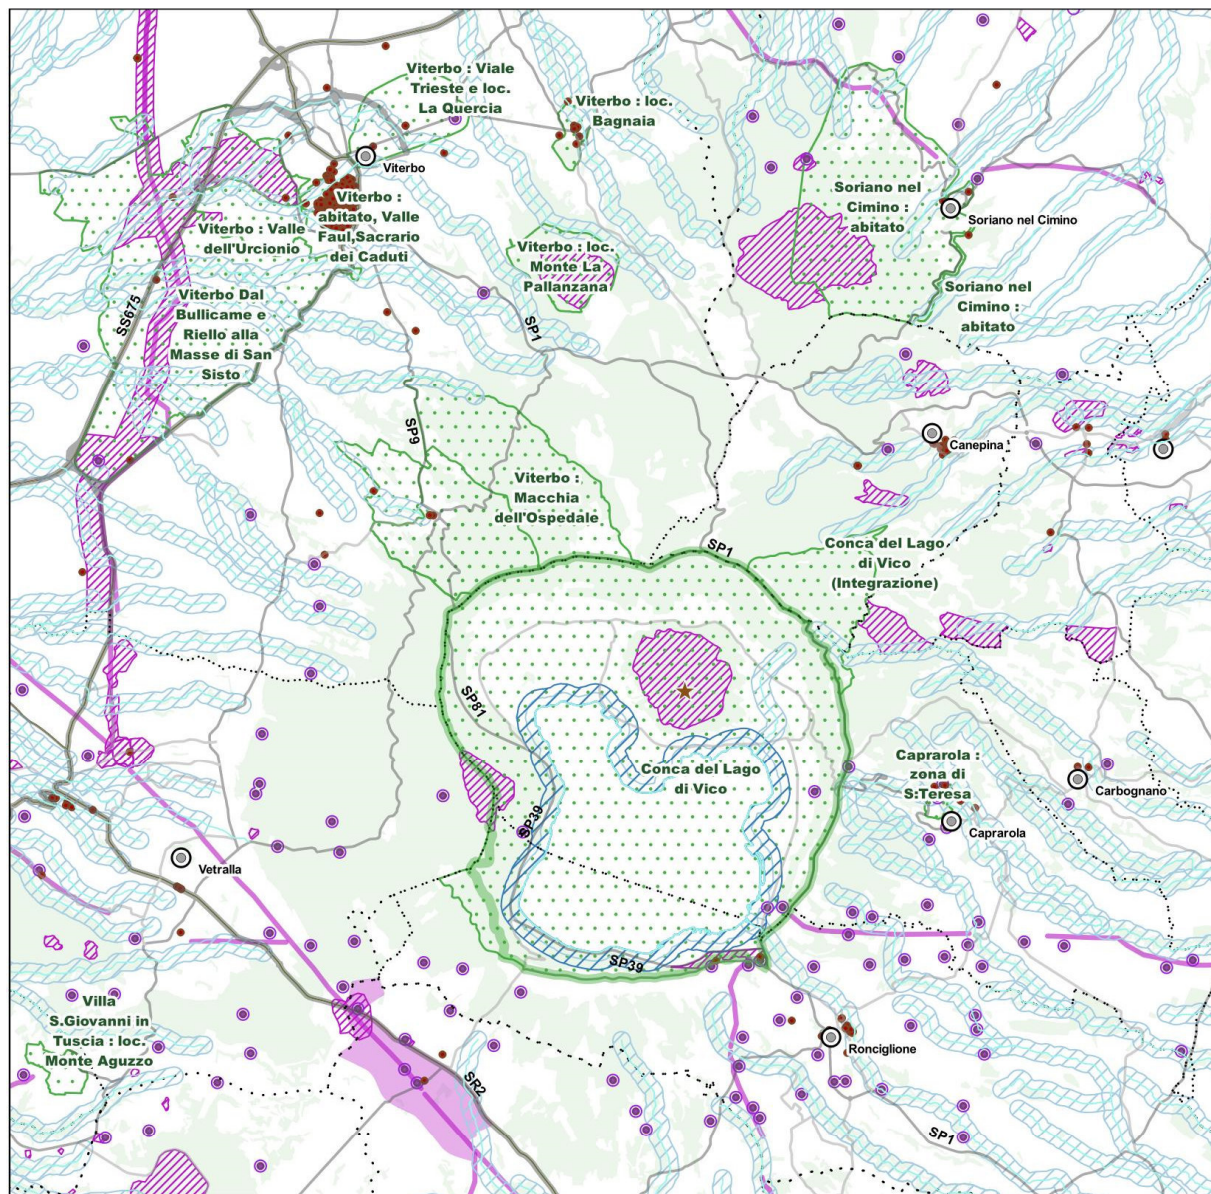 Viterbo : Viale
Trieste e loc.
La Quercia
Viterbo : loc.
Bagnaia
Viterbo
Soriano nel
Cimino :
abitato
Soriano nel Cimino
Viterbo :
abitato, Valle
Faul,Sacrario
dei Caduti
Viterbo : Valle
dell'Urcionio
Viterbo : loc.
Monte La
Pallanzana
Soriano nel
Cimino :
abitato
Viterbo Dal
Bullicame e
Riello alla
Masse di San
Sisto
SS675
SP1
SP9
Canepina
Viterbo :
Macchia
dell'Ospedale
SP1
Conca del Lago
di Vico
(Integrazione)
SP81
Conca del Lago
di Vico
Caprarola :
zona di
S:Teresa
Carbognano
SP39
Caprarola
Vetralla
SP39
Villa
S.Giovanni in
Tuscia : loc.
Monte Aguzzo
Ronciglione
SR2
SP1